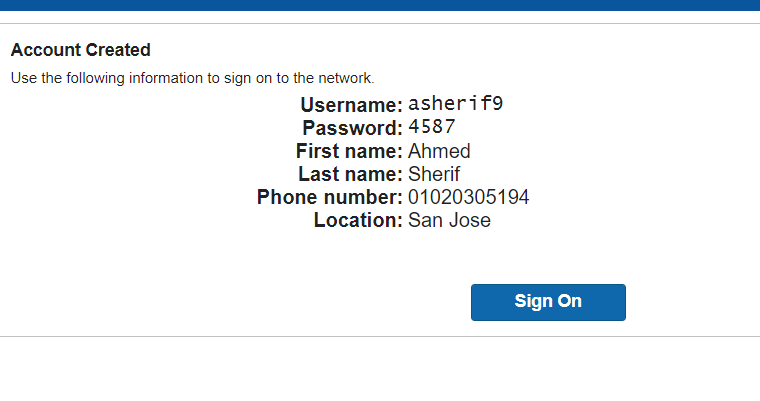 Account Created
Use the following information to sign on to the network.
Username: asherif9
Password: 4587
First name: Ahmed
Last name: Sherif
Phone number: 01020305194
Location: San Jose
Sign On